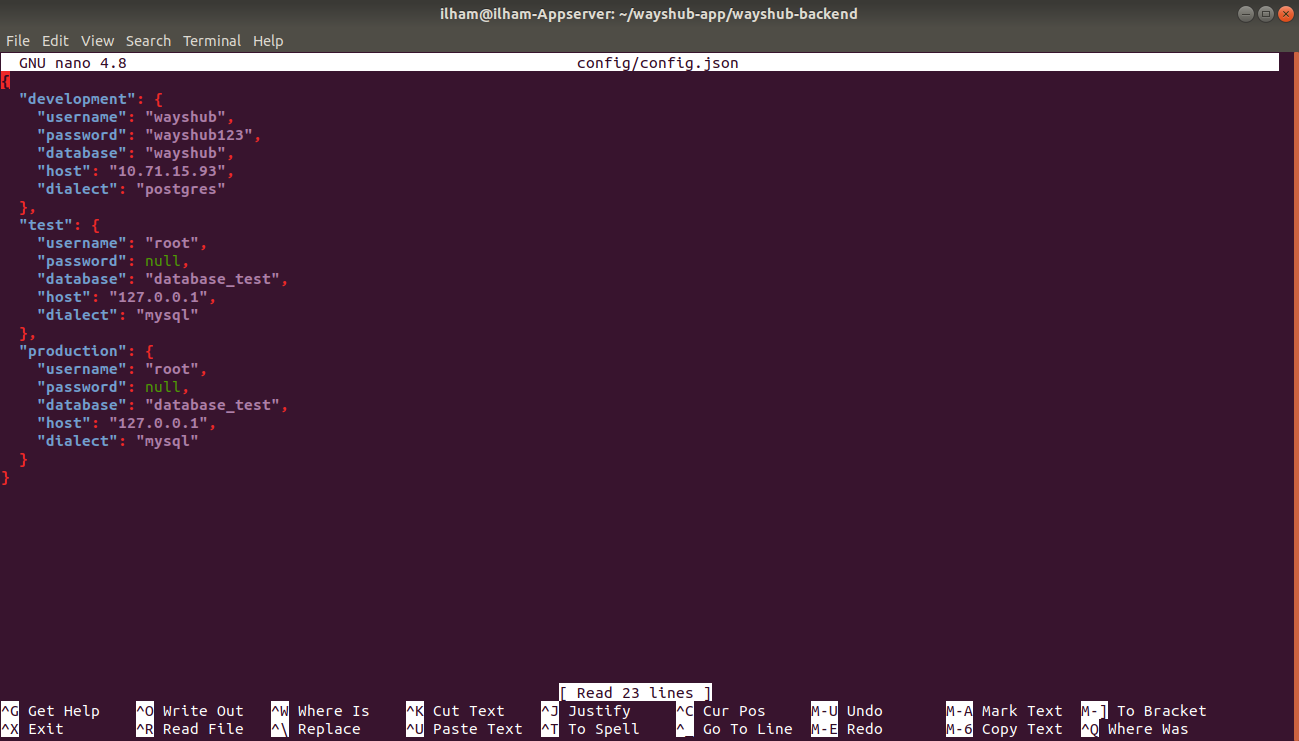 ilham@ilham-Appserver: ~/wayshub-app/wayshub-backend
File Edit View Search Terminal Help
GNU nano 4.8 config/config.json
{
  "development": {
    "username": "wayshub",
    "password": "wayshub123",
    "database": "wayshub",
    "host": "10.71.15.93",
    "dialect": "postgres"
  },
  "test": {
    "username": "root",
    "password": null,
    "database": "database_test",
    "host": "127.0.0.1",
    "dialect": "mysql"
  },
  "production": {
    "username": "root",
    "password": null,
    "database": "database_test",
    "host": "127.0.0.1",
    "dialect": "mysql"
  }
}
[ Read 23 lines ]
^G Get Help ^O Write Out ^W Where Is ^K Cut Text ^J Justify ^C Cur Pos M-U Undo M-A Mark Text M-] To Bracket
^X Exit ^R Read File ^\ Replace ^U Paste Text ^T To Spell ^_ Go To Line M-E Redo M-6 Copy Text ^Q Where Was